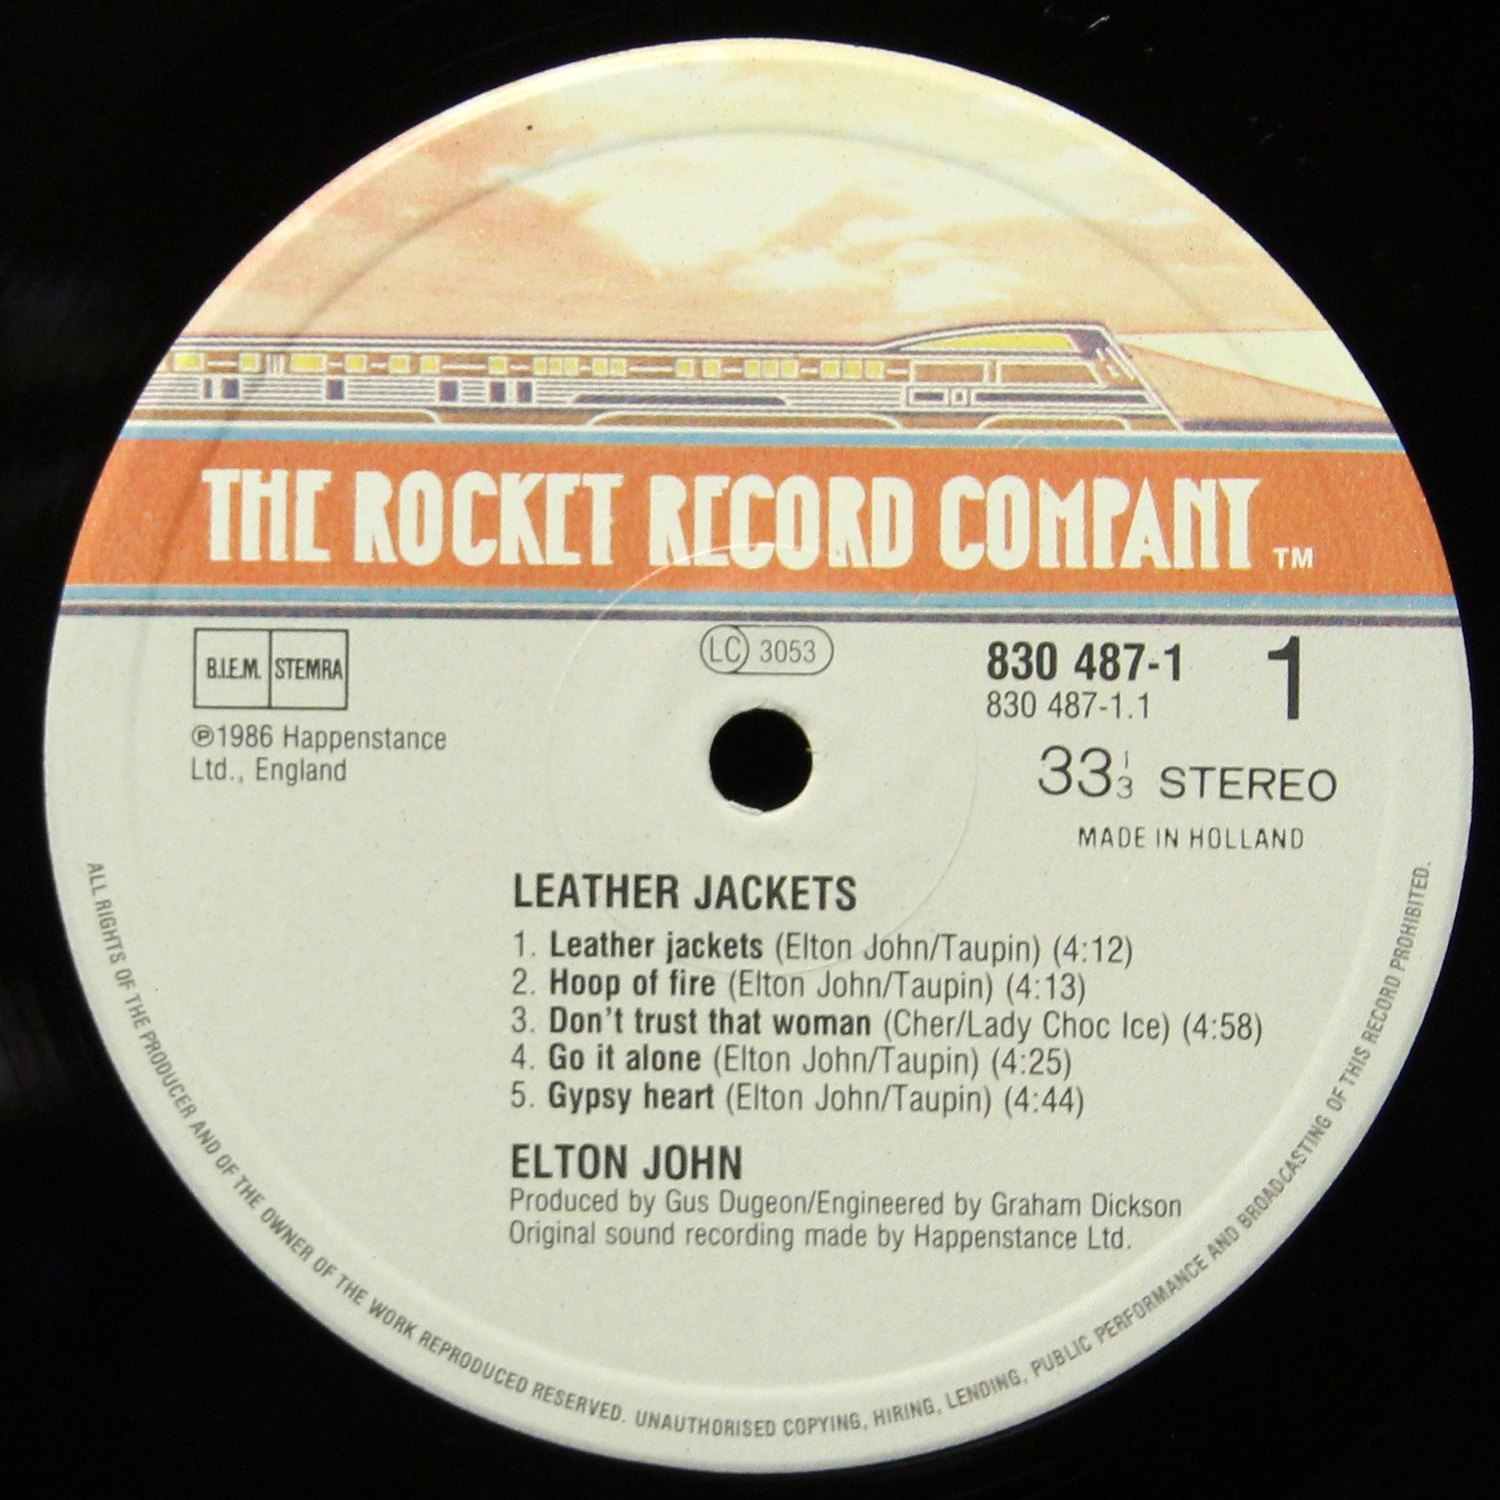 THE ROCKET RECORD COMPANY TM
B.I.E.M. STEMRA
LC 3053
830 487-1 1
830 487-1.1
℗1986 Happenstance
Ltd., England
33⅓ STEREO
MADE IN HOLLAND
LEATHER JACKETS
1. Leather jackets (Elton John/Taupin) (4:12)
2. Hoop of fire (Elton John/Taupin) (4:13)
3. Don't trust that woman (Cher/Lady Choc Ice) (4:58)
4. Go it alone (Elton John/Taupin) (4:25)
5. Gypsy heart (Elton John/Taupin) (4:44)
ELTON JOHN
Produced by Gus Dugeon/Engineered by Graham Dickson
Original sound recording made by Happenstance Ltd.
ALL RIGHTS OF THE PRODUCER AND OF THE OWNER OF THE WORK REPRODUCED RESERVED. UNAUTHORISED COPYING, HIRING, LENDING, PUBLIC PERFORMANCE AND BROADCASTING OF THIS RECORD PROHIBITED.